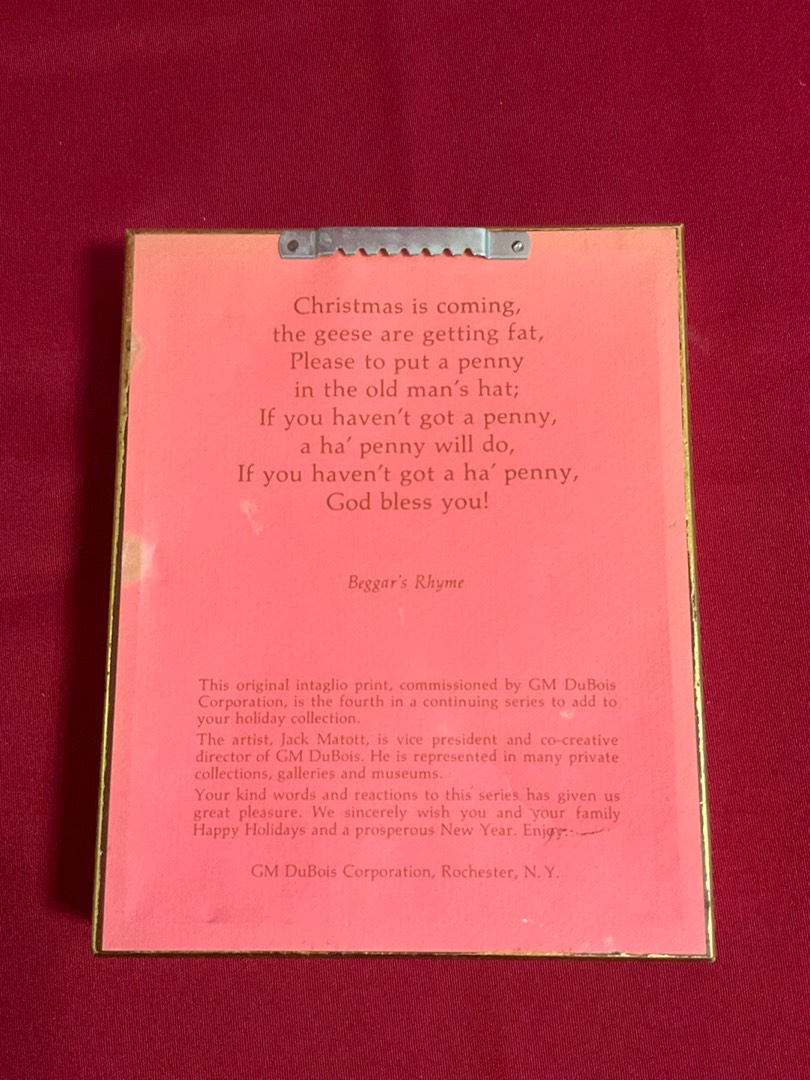 Christmas is coming,
the geese are getting fat,
Please to put a penny
in the old man's hat;
If you haven't got a penny,
a ha' penny will do,
If you haven't got a ha' penny,
God bless you!
Beggar's Rhyme
This original intaglio print, commissioned by GM DuBois
Corporation, is the fourth in a continuing series to add to
your holiday collection.
The artist, Jack Matott, is vice president and co-creative
director of GM DuBois. He is represented in many private
collections, galleries and museums.
Your kind words and reactions to this series has given us
great pleasure. We sincerely wish you and your family
Happy Holidays and a prosperous New Year. Enjoy.
GM DuBois Corporation, Rochester, N.Y.